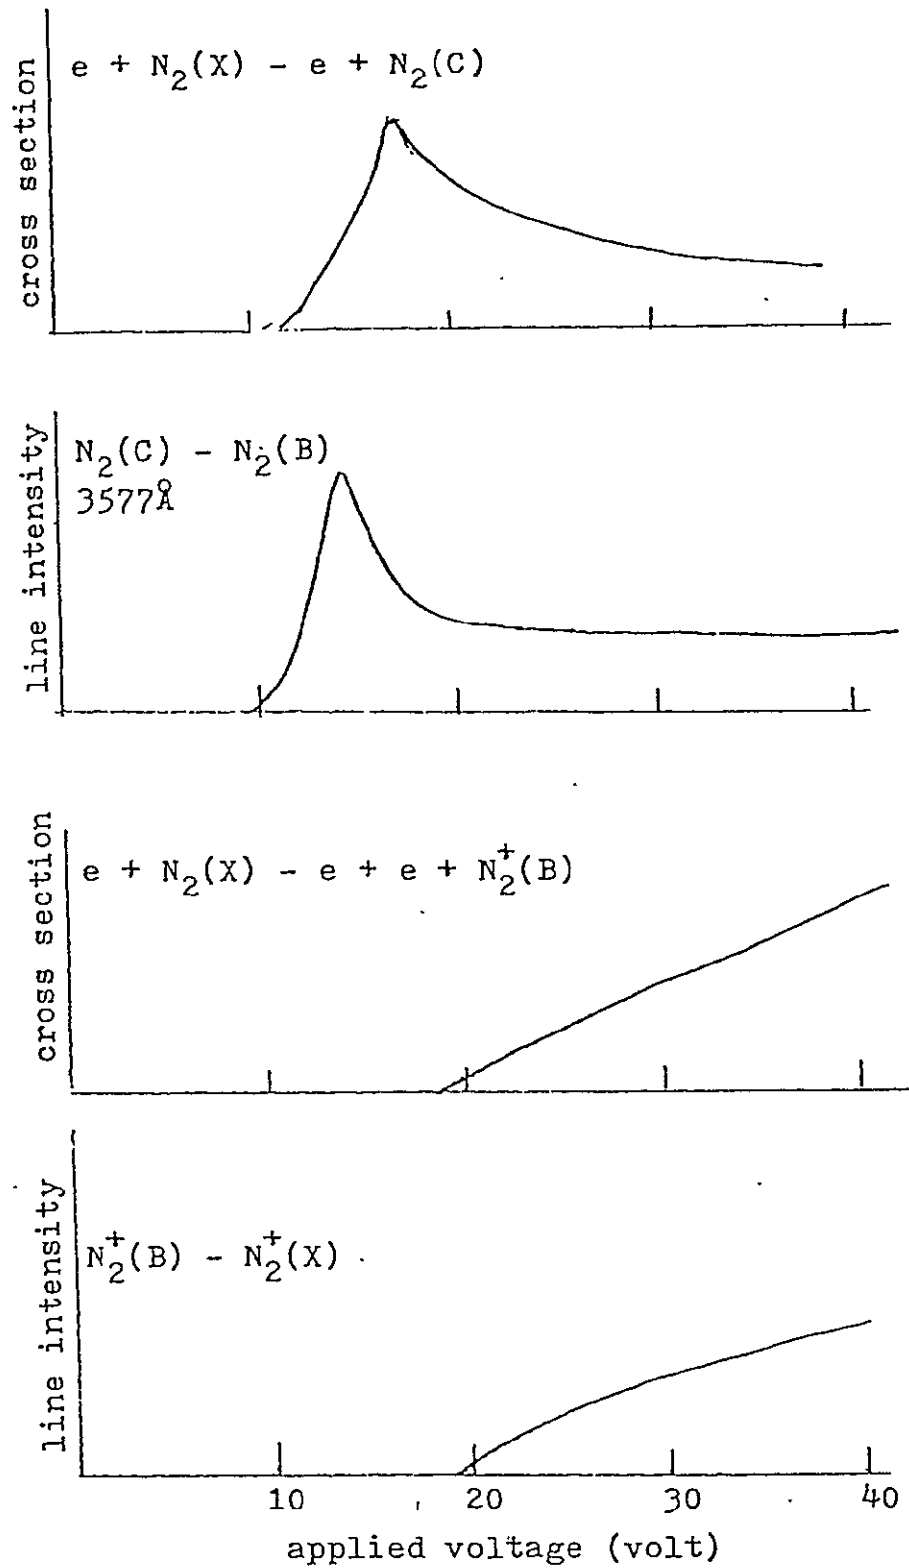 cross section
e + N₂(X) - e + N₂(C)
line intensity
N₂(C) - N₂(B)
3577Å
cross section
e + N₂(X) - e + e + N₂⁺(B)
line intensity
N₂⁺(B) - N₂⁺(X)
10 20 30 40
applied voltage (volt)